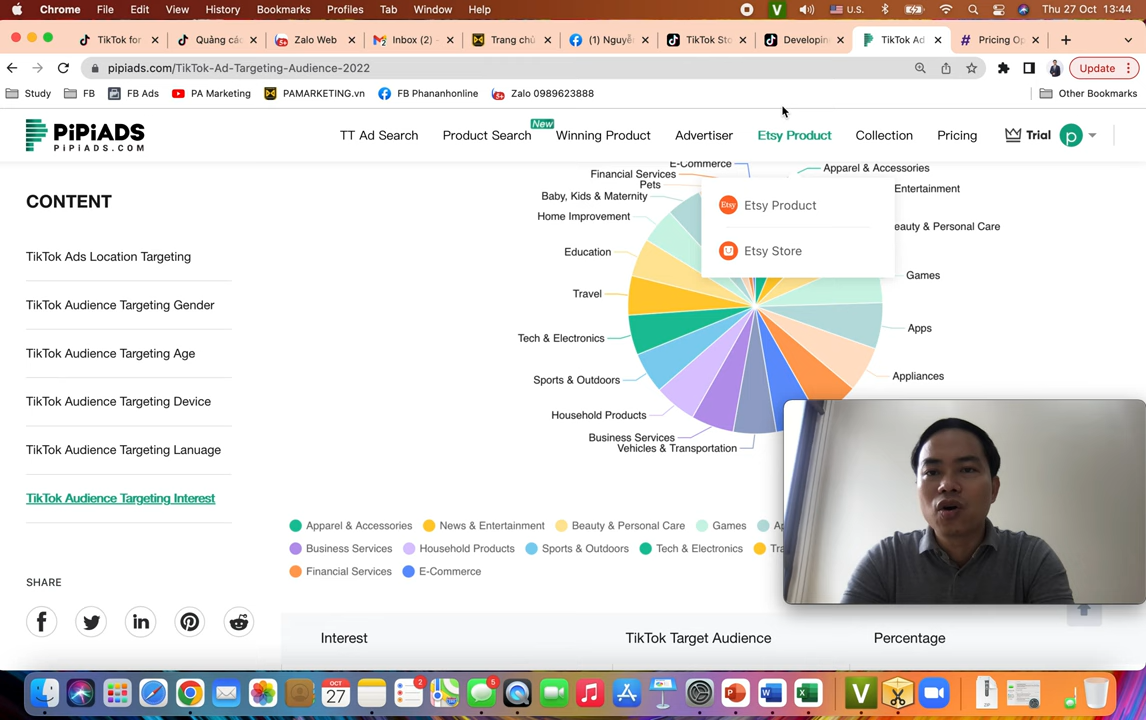 Chrome File Edit View History Bookmarks Profiles Tab Window Help V U.S. Thu 27 Oct 13:44
TikTok for Quảng cá Zalo Web Inbox (2) - Trang chủ (1) Nguyễ TikTok Sto Developin TikTok Ad Pricing Op
pipiads.com/TikTok-Ad-Targeting-Audience-2022 Update
Study FB FB Ads PA Marketing PAMARKETING.vn FB Phananhonline Zalo 0989623888 Other Bookmarks
PiPiADS
PiPiADS.COM
TT Ad Search Product Search New Winning Product Advertiser Etsy Product Collection Pricing Trial p
CONTENT
TikTok Ads Location Targeting
TikTok Audience Targeting Gender
TikTok Audience Targeting Age
TikTok Audience Targeting Device
TikTok Audience Targeting Lanuage
TikTok Audience Targeting Interest
SHARE
E-Commerce
Financial Services
Pets
Baby, Kids & Maternity
Home Improvement
Education
Travel
Tech & Electronics
Sports & Outdoors
Household Products
Business Services
Vehicles & Transportation
Apparel & Accessories
Entertainment
eauty & Personal Care
Games
Apps
Appliances
Etsy Etsy Product
Etsy Store
Apparel & Accessories News & Entertainment Beauty & Personal Care Games Ap
Business Services Household Products Sports & Outdoors Tech & Electronics Tra
Financial Services E-Commerce
Interest TikTok Target Audience Percentage
OCT
27
2
5
V
ZIP